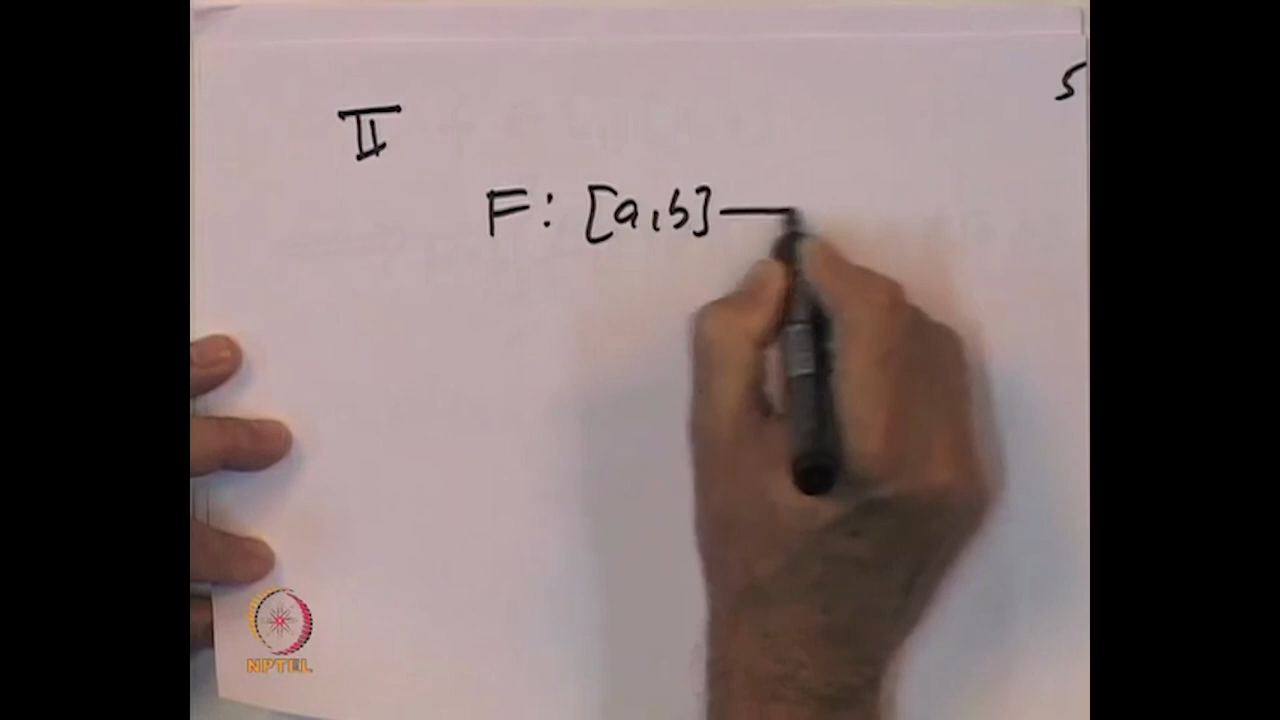 5
II
F: [a,b] —
NPTEL